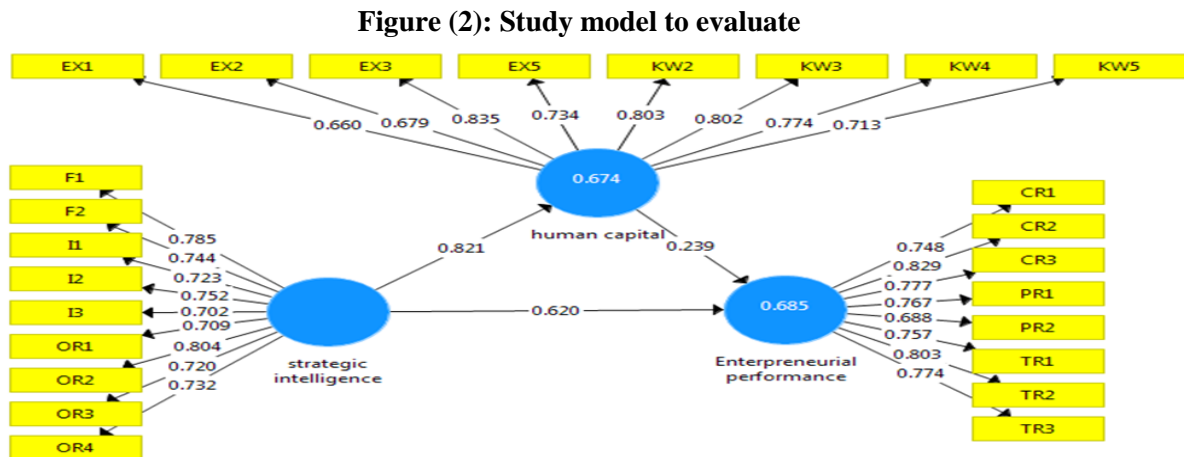 Figure (2): Study model to evaluate
EX1 EX2 EX3 EX5 KW2 KW3 KW4 KW5
0.660 0.679 0.835 0.734 0.803 0.802 0.774 0.713
0.674
human capital
F1
F2
I1
I2
I3
OR1
OR2
OR3
OR4
0.785
0.744
0.723
0.752
0.702
0.709
0.804
0.720
0.732
strategic
intelligence
0.821
0.239
0.620
0.685
Enterpreneurial
performance
0.748
0.829
0.777
0.767
0.688
0.757
0.803
0.774
CR1
CR2
CR3
PR1
PR2
TR1
TR2
TR3